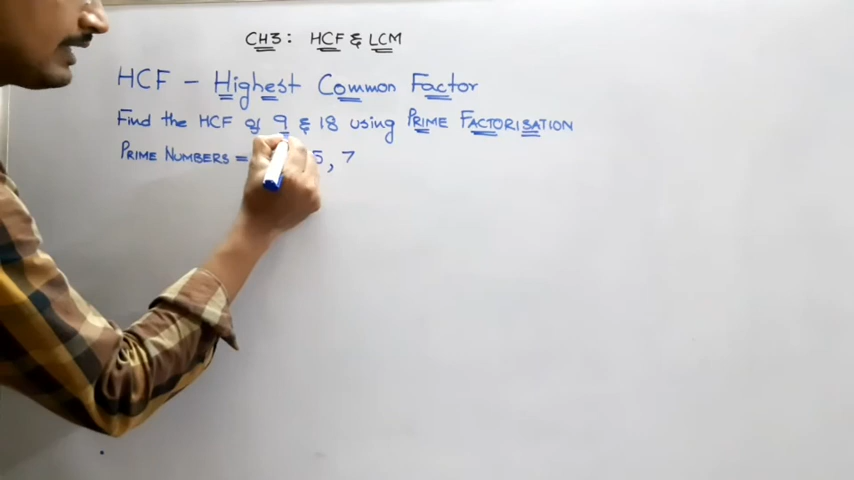 CH3: HCF & LCM
HCF - Highest Common Factor
Find the HCF of 9 & 18 using PRIME FACTORISATION
PRIME NUMBERS = 5, 7